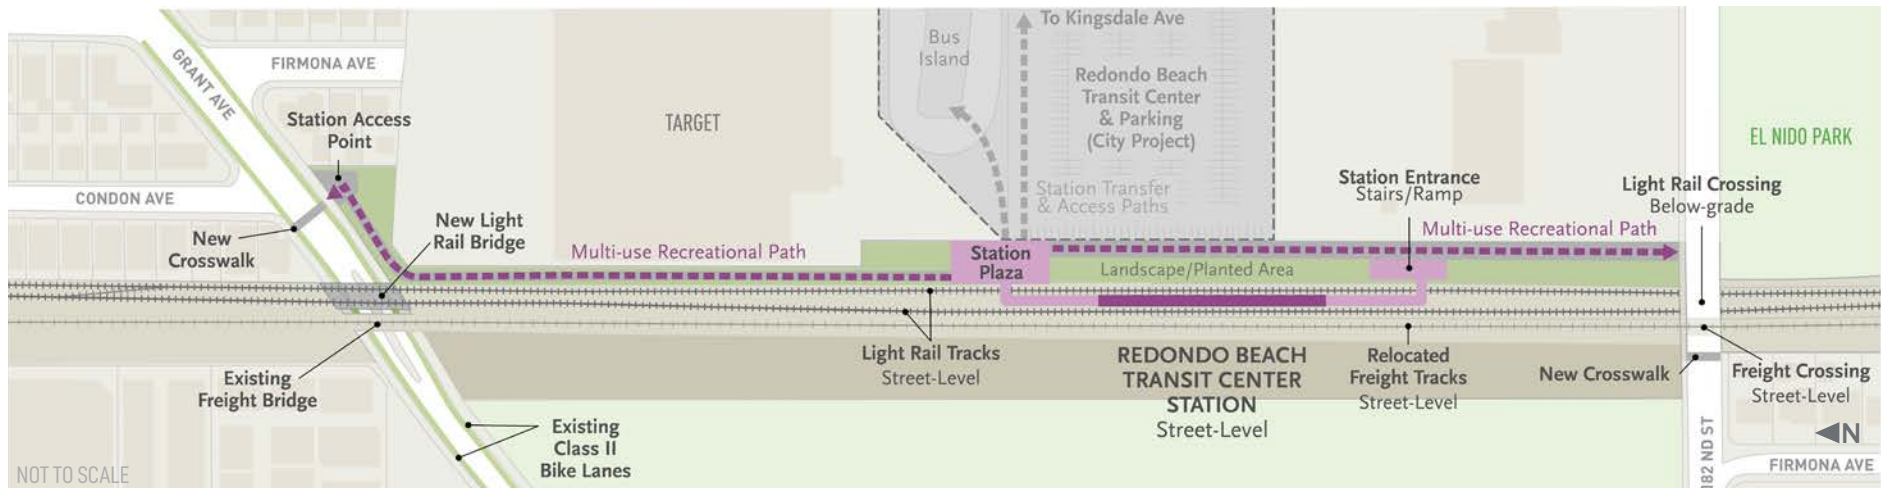 GRANT AVE
FIRMONA AVE
Station Access
Point
CONDON AVE
New
Crosswalk
New Light
Rail Bridge
Multi-use Recreational Path
TARGET
Bus
Island
To Kingsdale Ave
Redondo Beach
Transit Center
& Parking
(City Project)
Station Transfer
& Access Paths
Station
Plaza
Landscape/Planted Area
Station Entrance
Stairs/Ramp
Multi-use Recreational Path
Light Rail Crossing
Below-grade
EL NIDO PARK
Existing
Freight Bridge
Existing
Class II
Bike Lanes
Light Rail Tracks
Street-Level
REDONDO BEACH
TRANSIT CENTER
STATION
Street-Level
Relocated
Freight Tracks
Street-Level
New Crosswalk
Freight Crossing
Street-Level
182 ND ST
N
FIRMONA AVE
NOT TO SCALE